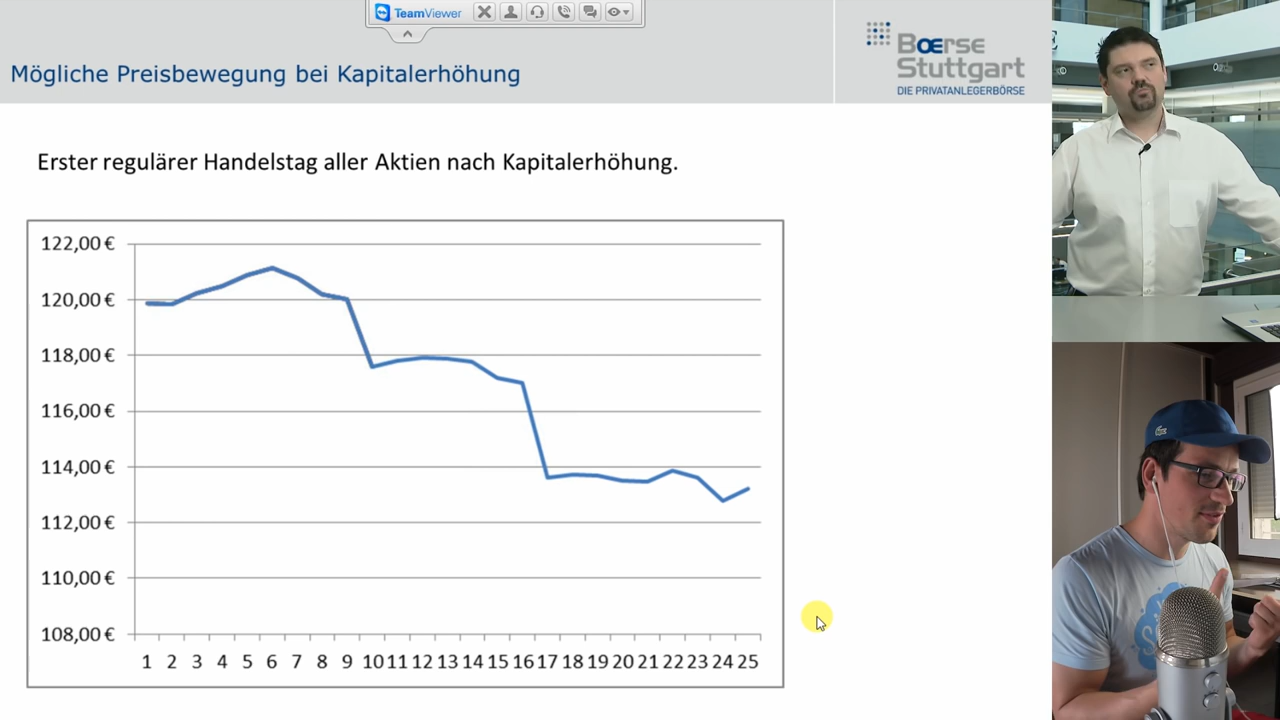 TeamViewer
Mögliche Preisbewegung bei Kapitalerhöhung
Boerse
Stuttgart
DIE PRIVATANLEGERBÖRSE
Erster regulärer Handelstag aller Aktien nach Kapitalerhöhung.
122,00 €
120,00 €
118,00 €
116,00 €
114,00 €
112,00 €
110,00 €
108,00 €
1 2 3 4 5 6 7 8 9 10 11 12 13 14 15 16 17 18 19 20 21 22 23 24 25